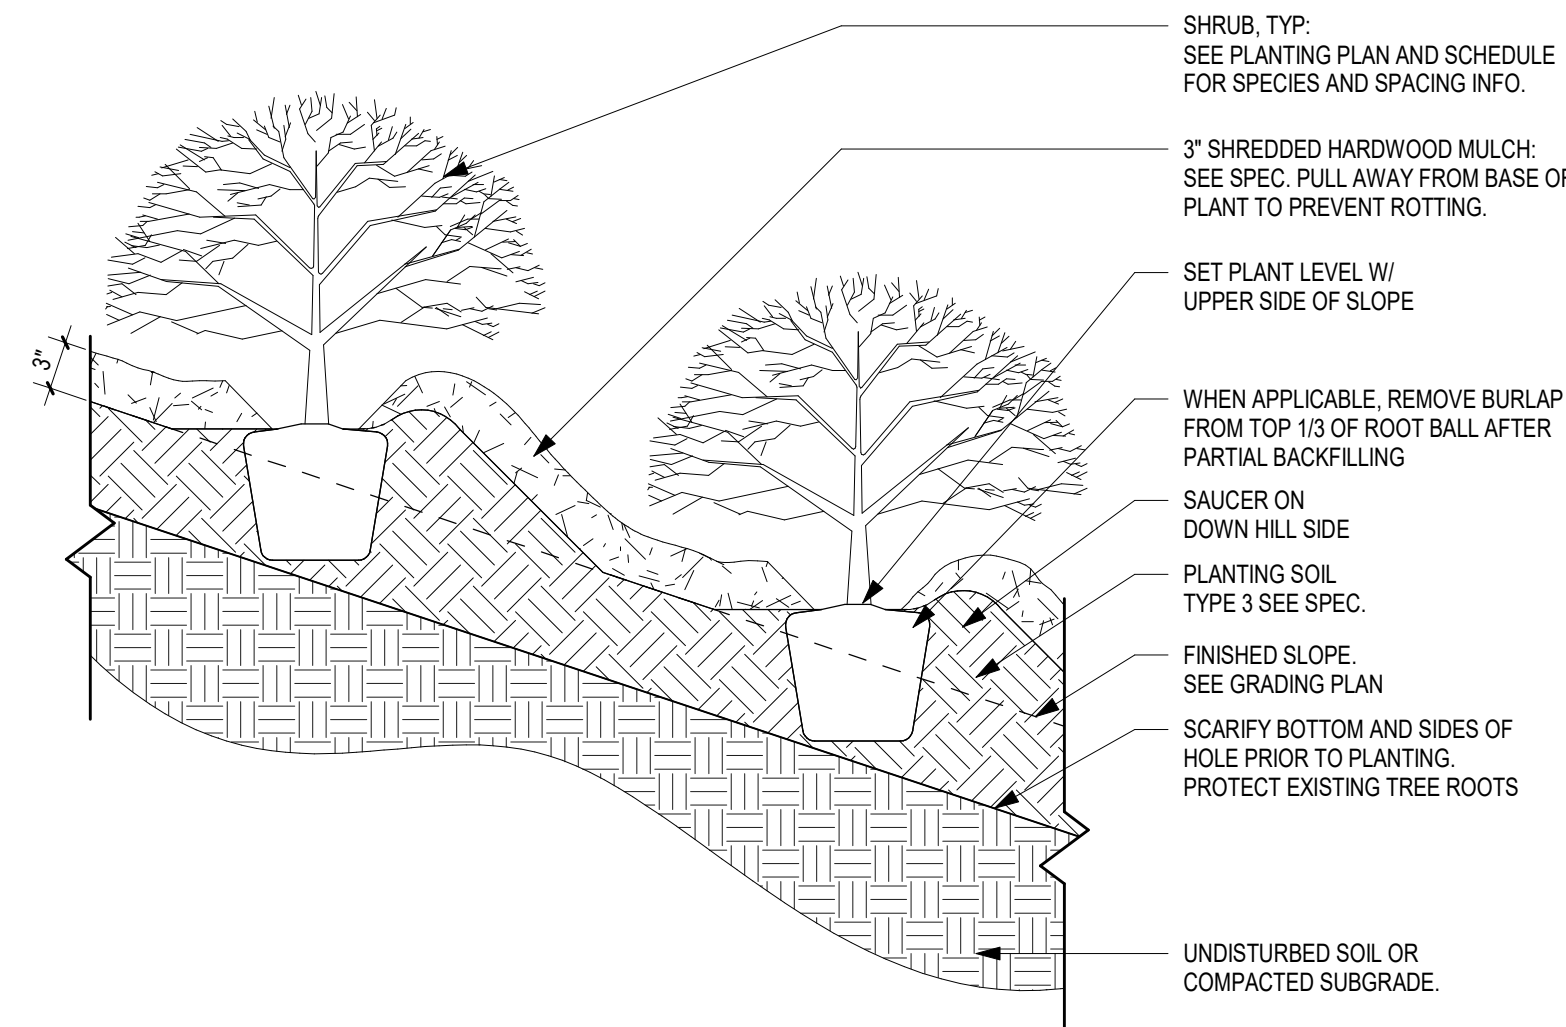 SHRUB, TYP:
SEE PLANTING PLAN AND SCHEDULE
FOR SPECIES AND SPACING INFO.
3" SHREDDED HARDWOOD MULCH:
SEE SPEC. PULL AWAY FROM BASE OF
PLANT TO PREVENT ROTTING.
SET PLANT LEVEL W/
UPPER SIDE OF SLOPE
3"
WHEN APPLICABLE, REMOVE BURLAP
FROM TOP 1/3 OF ROOT BALL AFTER
PARTIAL BACKFILLING
SAUCER ON
DOWN HILL SIDE
PLANTING SOIL
TYPE 3 SEE SPEC.
FINISHED SLOPE.
SEE GRADING PLAN
SCARIFY BOTTOM AND SIDES OF
HOLE PRIOR TO PLANTING.
PROTECT EXISTING TREE ROOTS
UNDISTURBED SOIL OR
COMPACTED SUBGRADE.